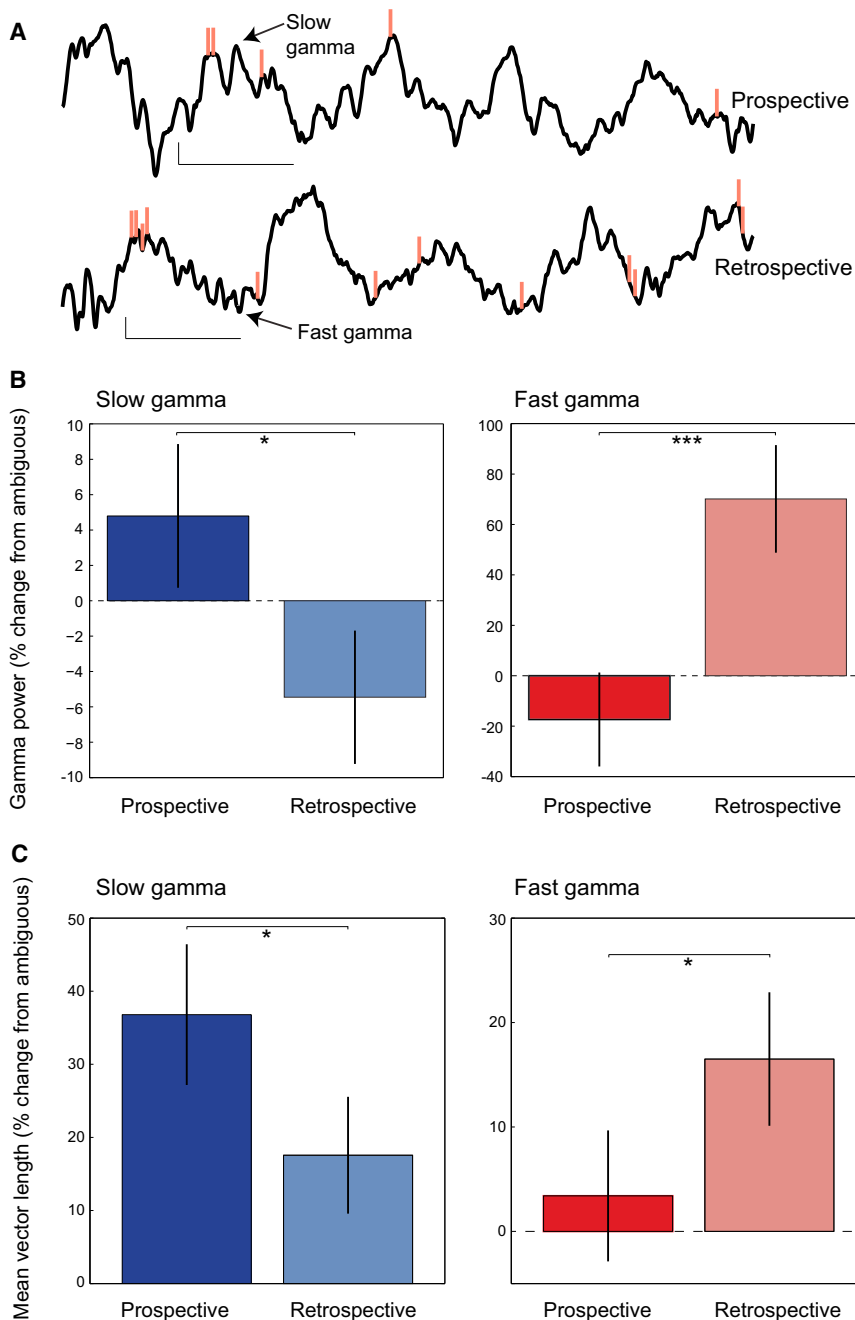 A
Slow
gamma
Prospective
Retrospective
Fast gamma
B
Slow gamma
Fast gamma
Gamma power (% change from ambiguous)
10
8
6
4
2
0
−2
−4
−6
−8
-10
*
Prospective
Retrospective
100
80
60
40
20
0
-20
-40
***
Prospective
Retrospective
C
Slow gamma
Fast gamma
Mean vector length (% change from ambiguous)
50
40
30
20
10
0
*
Prospective
Retrospective
30
20
10
0
*
Prospective
Retrospective